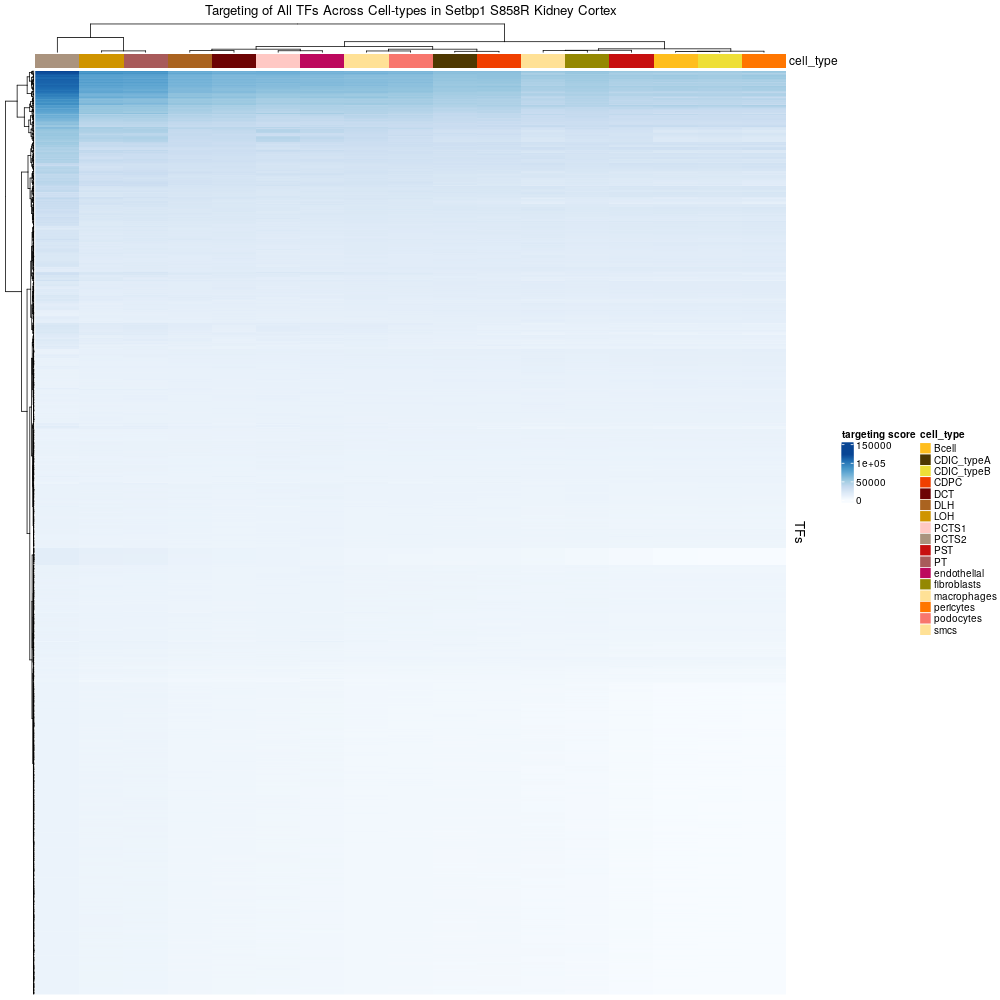 Targeting of All TFs Across Cell-types in Setbp1 S858R Kidney Cortex
cell_type
TFs
targeting score
150000
1e+05
50000
0
cell_type
Bcell
CDIC_typeA
CDIC_typeB
CDPC
DCT
DLH
LOH
PCTS1
PCTS2
PST
PT
endothelial
fibroblasts
macrophages
pericytes
podocytes
smcs